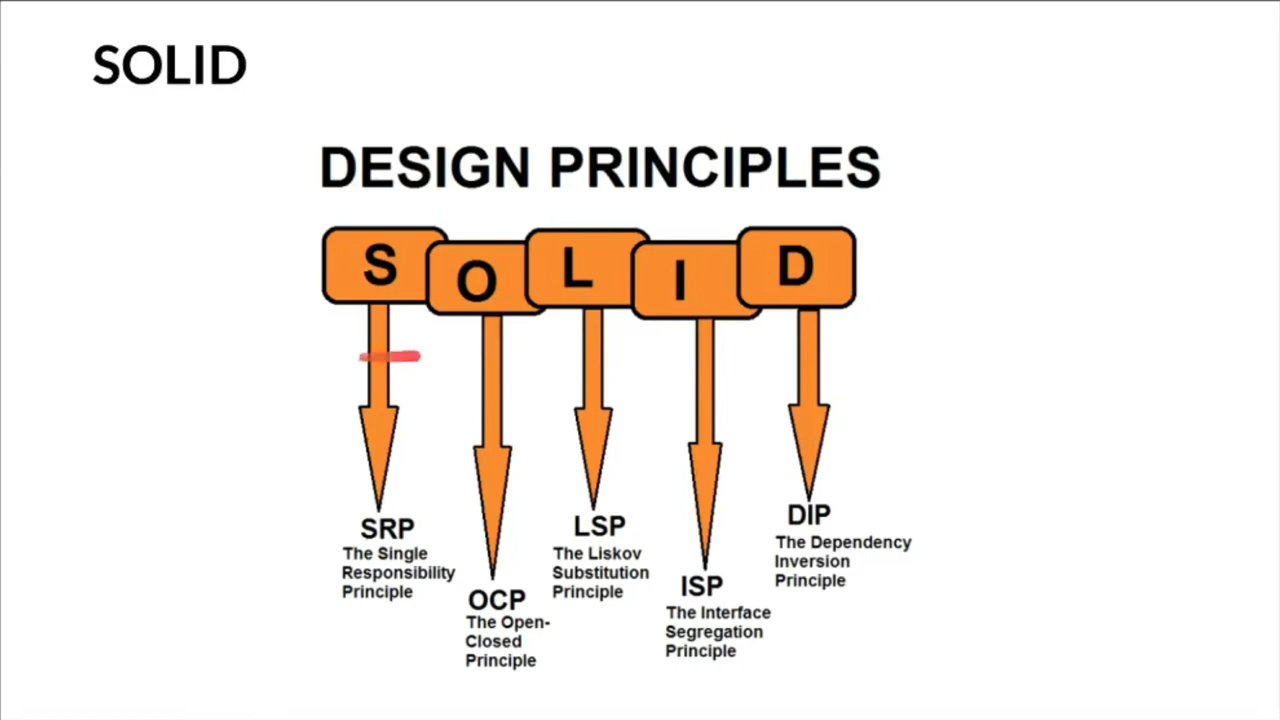 SOLID
DESIGN PRINCIPLES
S O L I D
SRP
The Single
Responsibility
Principle
OCP
The Open-
Closed
Principle
LSP
The Liskov
Substitution
Principle
ISP
The Interface
Segregation
Principle
DIP
The Dependency
Inversion
Principle